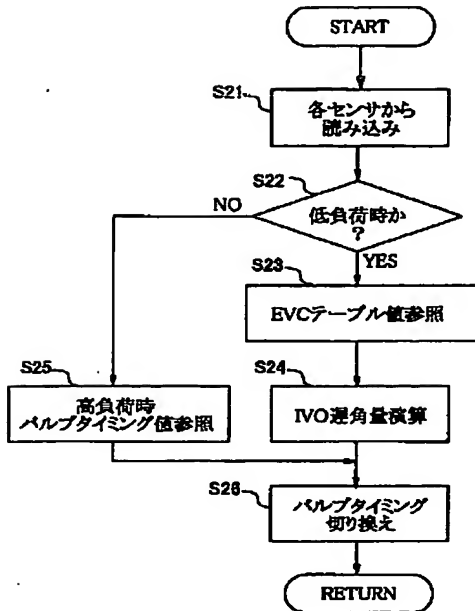 START
S21
各センサから
読み込み
S22
低負荷時か
?
NO
YES
S23
EVCテーブル値参照
S25
高負荷時
バルブタイミング値参照
S24
IVO遅角量演算
S26
バルブタイミング
切り換え
RETURN